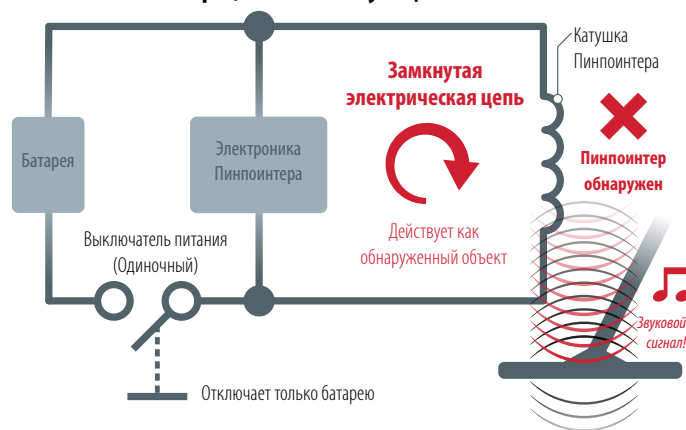 Катушка
Пинпоинтера
Замкнутая
электрическая цепь
Батарея
Электроника
Пинпоинтера
Пинпоинтер
обнаружен
Действует как
обнаруженный объект
Выключатель питания
(Одиночный)
Звуковой
сигнал!
Отключает только батарею